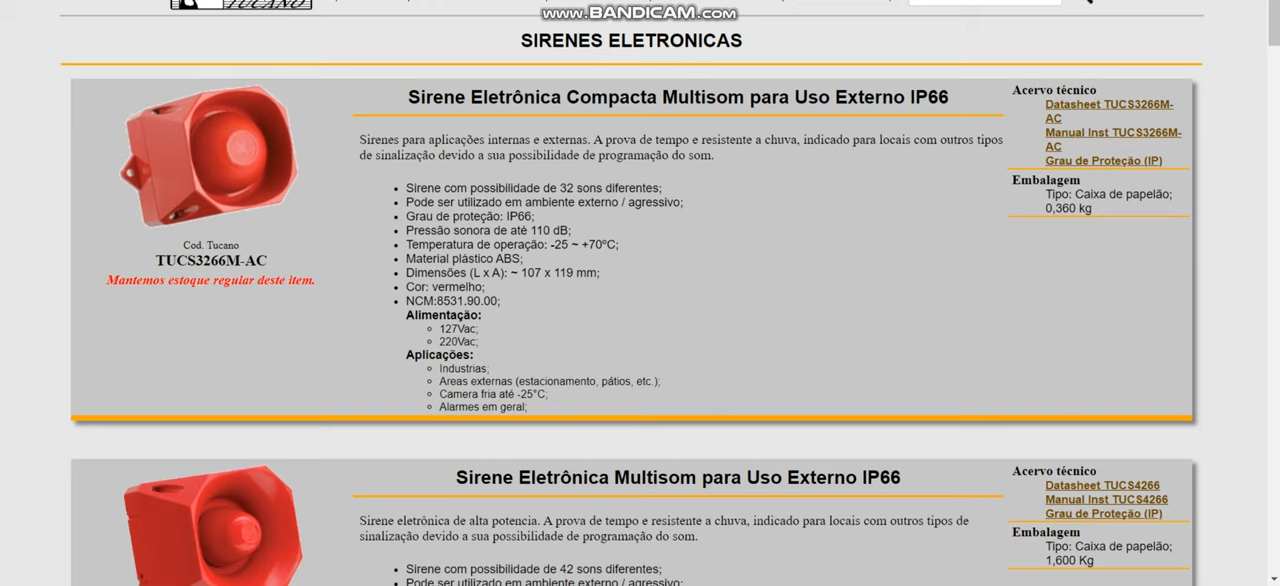 TUCANO
www.BANDICAM.com
SIRENES ELETRONICAS
Sirene Eletrônica Compacta Multisom para Uso Externo IP66
Sirenes para aplicações internas e externas. A prova de tempo e resistente a chuva, indicado para locais com outros tipos
de sinalização devido a sua possibilidade de programação do som.
Sirene com possibilidade de 32 sons diferentes;
Pode ser utilizado em ambiente externo / agressivo;
Grau de proteção: IP66;
Pressão sonora de até 110 dB;
Temperatura de operação: -25 ~ +70ºC;
Material plástico ABS;
Dimensões (L x A): ~ 107 x 119 mm;
Cor: vermelho;
NCM:8531.90.00;
Alimentação:
127Vac;
220Vac;
Aplicações:
Industrias;
Areas externas (estacionamento, pátios, etc.);
Camera fria até -25°C;
Alarmes em geral;
Cod. Tucano
TUCS3266M-AC
Mantemos estoque regular deste item.
Acervo técnico
Datasheet TUCS3266M-
AC
Manual Inst TUCS3266M-
AC
Grau de Proteção (IP)
Embalagem
Tipo: Caixa de papelão;
0,360 kg
Sirene Eletrônica Multisom para Uso Externo IP66
Sirene eletrônica de alta potencia. A prova de tempo e resistente a chuva, indicado para locais com outros tipos de
sinalização devido a sua possibilidade de programação do som.
Sirene com possibilidade de 42 sons diferentes;
Pode ser utilizado em ambiente externo / agressivo;
Acervo técnico
Datasheet TUCS4266
Manual Inst TUCS4266
Grau de Proteção (IP)
Embalagem
Tipo: Caixa de papelão;
1,600 Kg